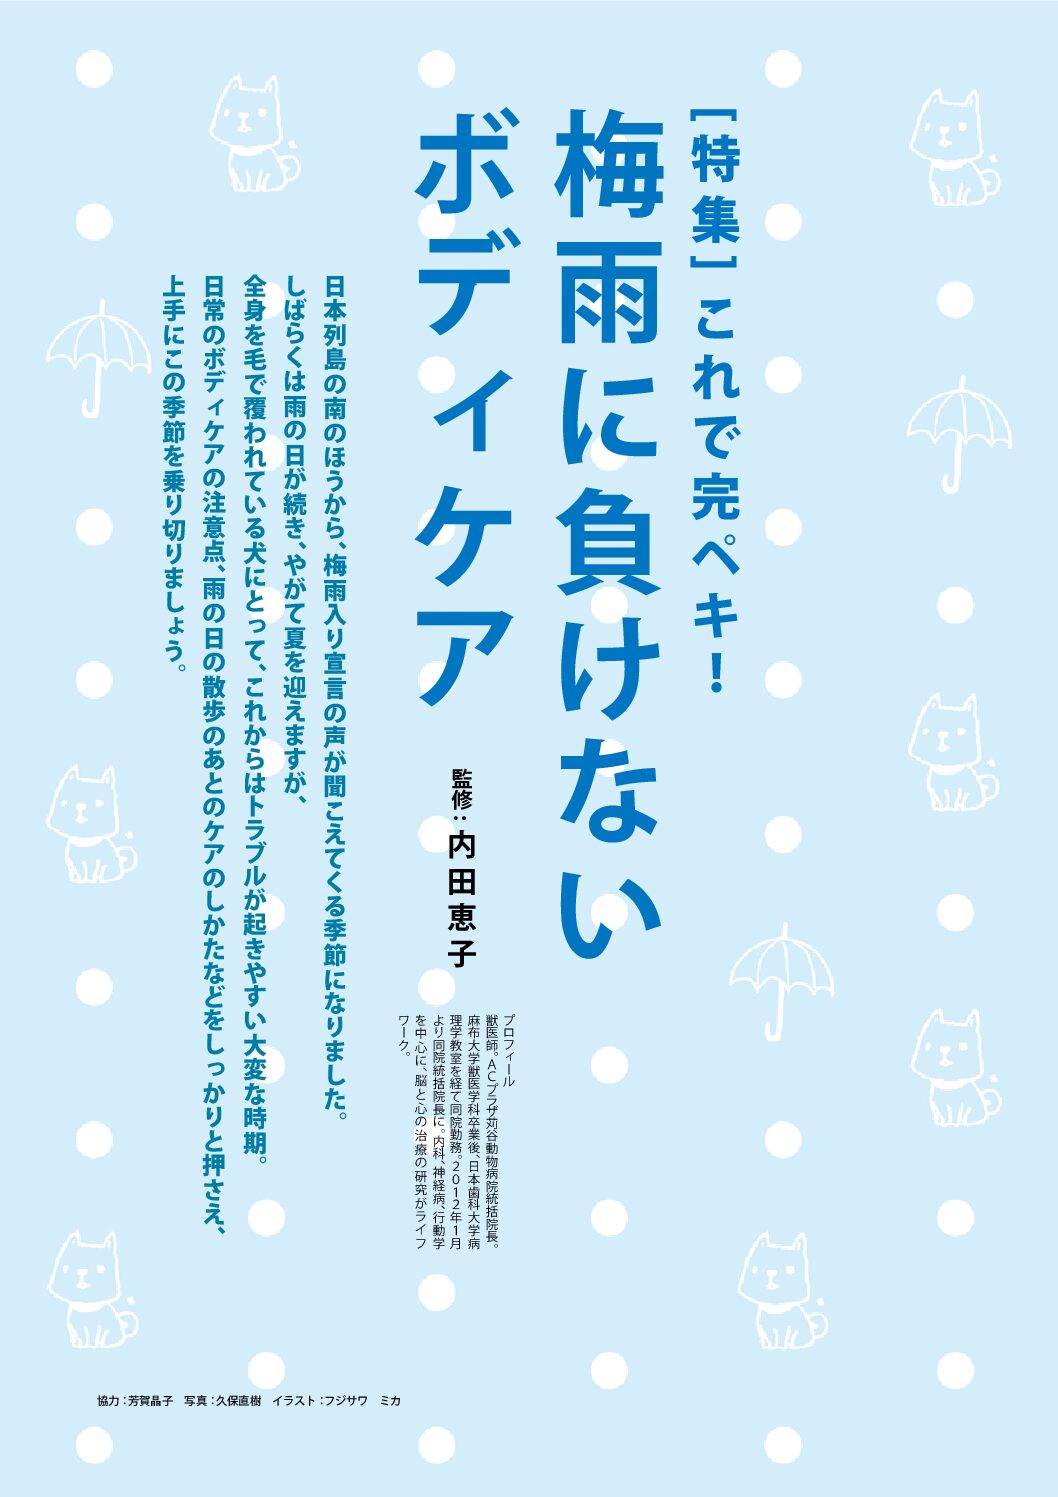 ［特集］これで完ペキ！
梅雨に負けない
ボディケア
監修：内田恵子
プロフィール
獣医師。ACプラザ苅谷動物病院統括院長。
麻布大学獣医学科卒業後、日本歯科大学病
理学教室を経て同院勤務。2012年1月
より同院統括院長に。内科、神経病、行動学
を中心に、脳と心の治療の研究がライフ
ワーク。
日本列島の南のほうから、梅雨入り宣言の声が聞こえてくる季節になりました。
しばらくは雨の日が続き、やがて夏を迎えますが、
全身を毛で覆われている犬にとって、これからはトラブルが起きやすい大変な時期。
日常のボディケアの注意点、雨の日の散歩のあとのケアのしかたなどをしっかりと押さえ、
上手にこの季節を乗り切りましょう。
協力：芳賀晶子　写真：久保直樹　イラスト：フジサワ　ミカ